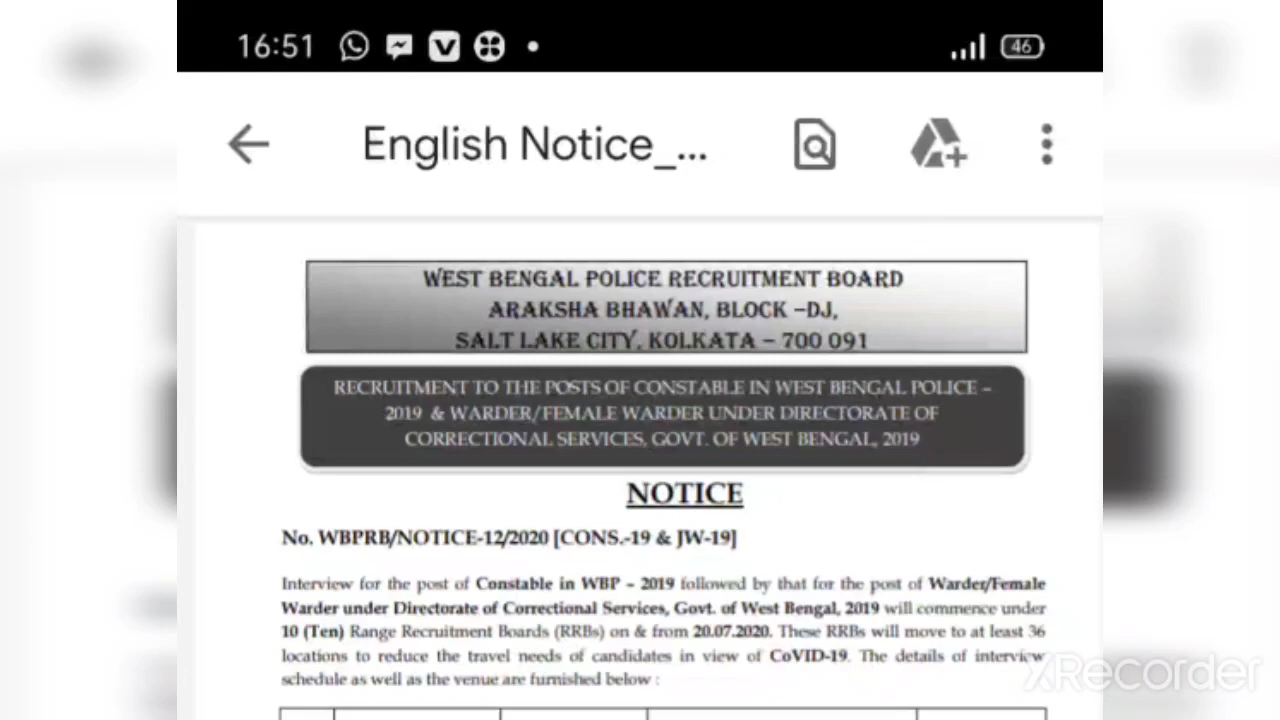 16:51
46
English Notice_...
WEST BENGAL POLICE RECRUITMENT BOARD
ARAKSHA BHAWAN, BLOCK –DJ,
SALT LAKE CITY, KOLKATA – 700 091
RECRUITMENT TO THE POSTS OF CONSTABLE IN WEST BENGAL POLICE –
2019 & WARDER/FEMALE WARDER UNDER DIRECTORATE OF
CORRECTIONAL SERVICES, GOVT. OF WEST BENGAL, 2019
NOTICE
No. WBPRB/NOTICE-12/2020 [CONS.-19 & JW-19]
Interview for the post of Constable in WBP – 2019 followed by that for the post of Warder/Female
Warder under Directorate of Correctional Services, Govt. of West Bengal, 2019 will commence under
10 (Ten) Range Recruitment Boards (RRBs) on & from 20.07.2020. These RRBs will move to at least 36
locations to reduce the travel needs of candidates in view of CoVID-19. The details of interview
schedule as well as the venue are furnished below :
XRecorder